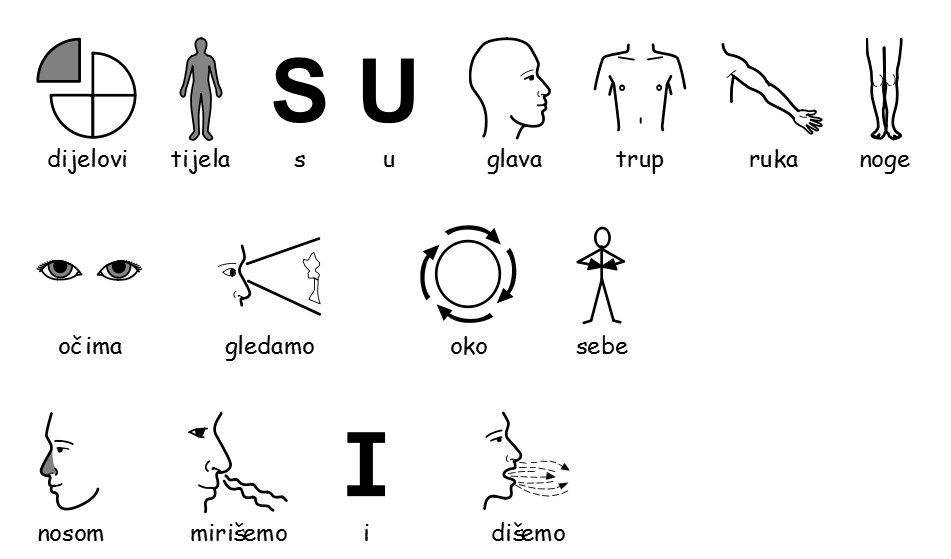 S U
dijelovi tijela s u glava trup ruka noge
očima gledamo oko sebe
I
nosom mirišemo i dišemo